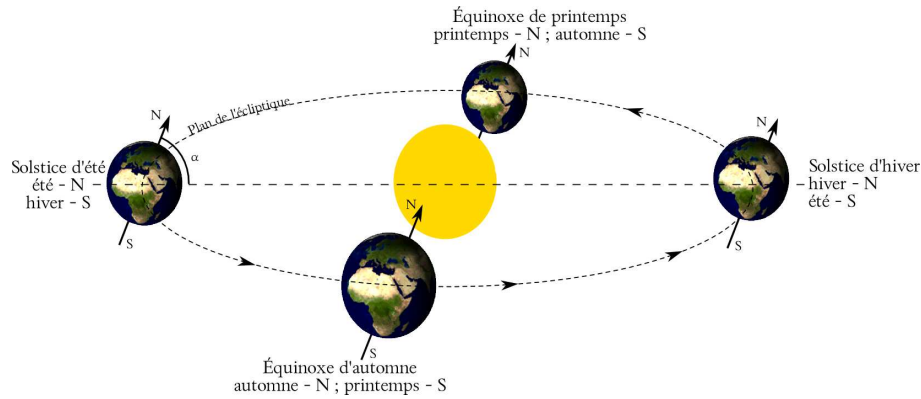 Équinoxe de printemps
printemps - N ; automne - S
N
Plan de l'écliptique
N
N
α
Solstice d'été
été - N
hiver - S
Solstice d'hiver
hiver - N
été - S
N
S
S
S
Équinoxe d'automne
automne - N ; printemps - S